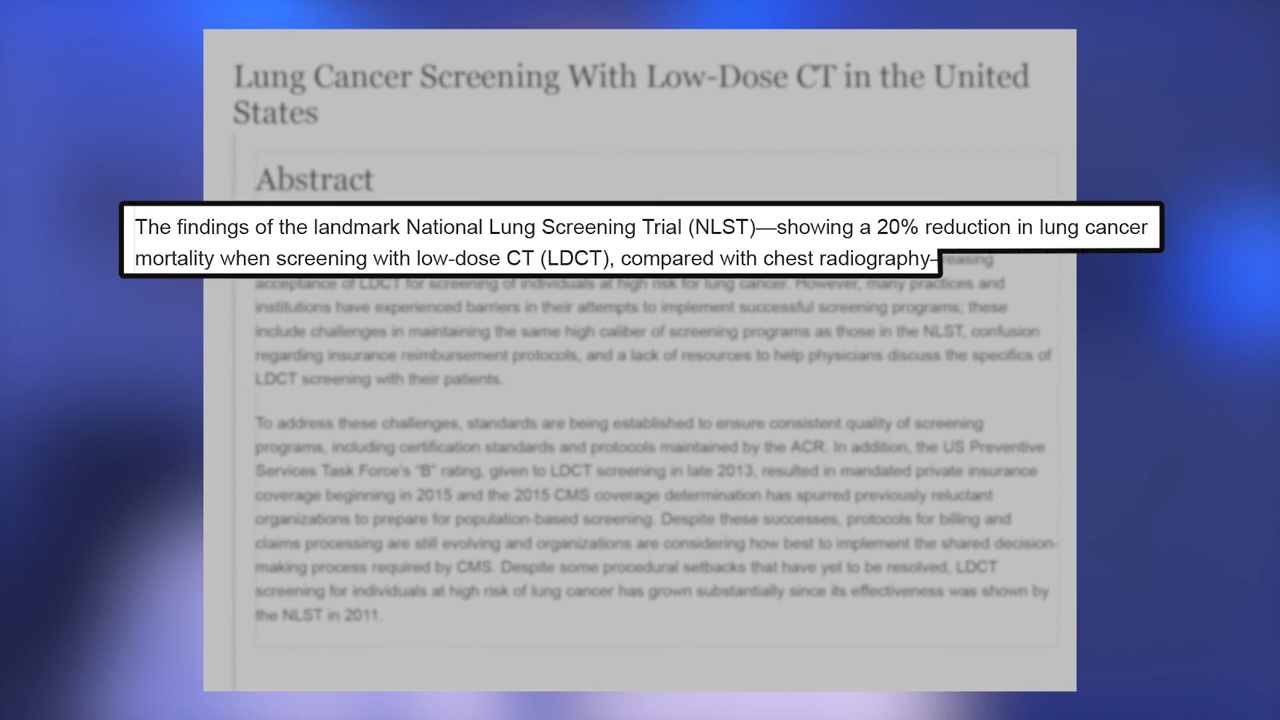 Lung Cancer Screening With Low-Dose CT in the United
States
Abstract
The findings of the landmark National Lung Screening Trial (NLST)—showing a 20% reduction in lung cancer
mortality when screening with low-dose CT (LDCT), compared with chest radiography–
reasing
acceptance of LDCT for screening of individuals at high risk for lung cancer. However, many practices and
institutions have experienced barriers in their attempts to implement successful screening programs; these
include challenges in maintaining the same high caliber of screening programs as those in the NLST, confusion
regarding insurance reimbursement protocols, and a lack of resources to help physicians discuss the specifics of
LDCT screening with their patients.
To address these challenges, standards are being established to ensure consistent quality of screening
programs, including certification standards and protocols maintained by the ACR. In addition, the US Preventive
Services Task Force's "B" rating, given to LDCT screening in late 2013, resulted in mandated private insurance
coverage beginning in 2015 and the 2015 CMS coverage determination has spurred previously reluctant
organizations to prepare for population-based screening. Despite these successes, protocols for billing and
claims processing are still evolving and organizations are considering how best to implement the shared decision-
making process required by CMS. Despite some procedural setbacks that have yet to be resolved, LDCT
screening for individuals at high risk of lung cancer has grown substantially since its effectiveness was shown by
the NLST in 2011.